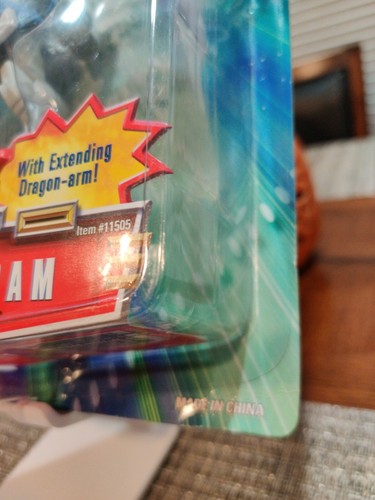 With Extending
Dragon-arm!
Item #11505
AM
MADE IN CHINA